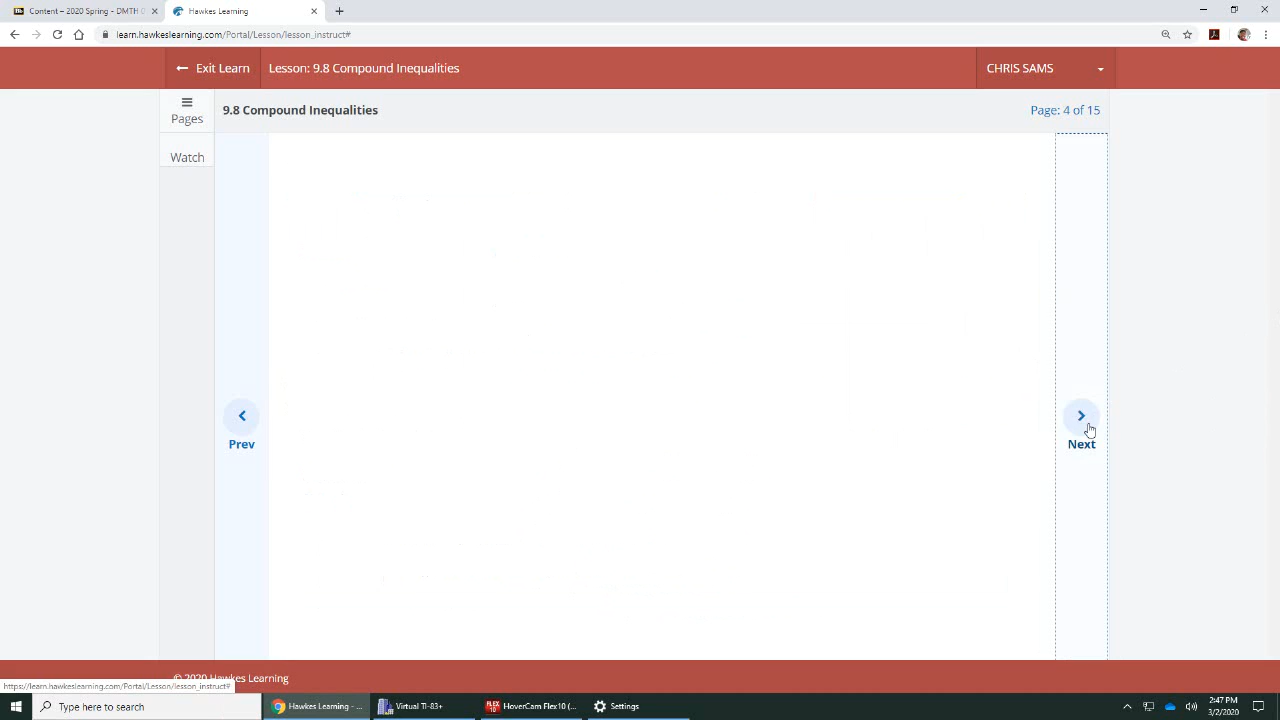 Content – 2020 Spring - DMTH 0
Hawkes Learning
learn.hawkeslearning.com/Portal/Lesson/lesson_instruct#
Exit Learn
Lesson: 9.8 Compound Inequalities
CHRIS SAMS
Pages
9.8 Compound Inequalities
Page: 4 of 15
Watch
Prev
Next
© 2020 Hawkes Learning
https://learn.hawkeslearning.com/Portal/Lesson/lesson_instruct#
Type here to search
Hawkes Learning - ...
Virtual TI-83+
FLEX 10
HoverCam Flex10 (...
Settings
2:47 PM
3/2/2020